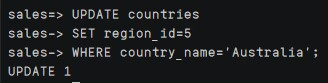 sales=> UPDATE countries
sales-> SET region_id=5
sales-> WHERE country_name='Australia';
UPDATE 1